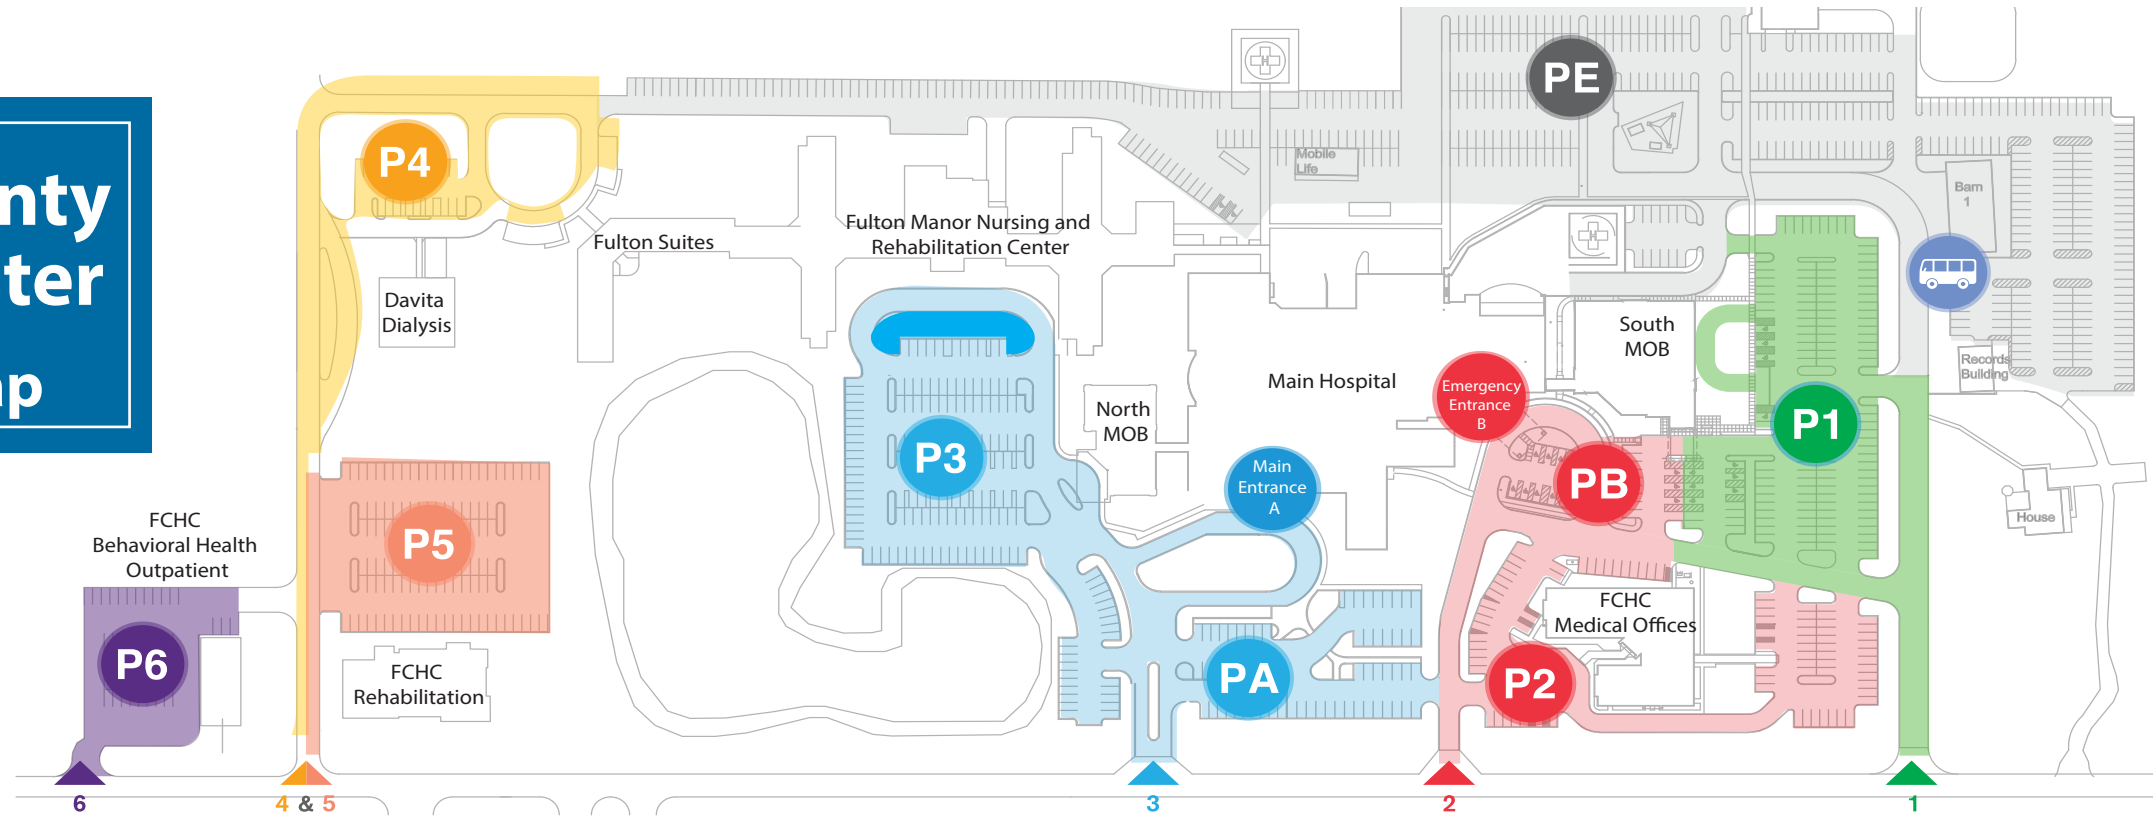 PE
P4
Mobile
Life
Barn
1
Fulton Manor Nursing and
Rehabilitation Center
Fulton Suites
Davita
Dialysis
South
MOB
Records
Building
Main Hospital
Emergency
Entrance
B
North
MOB
P1
P3
Main
Entrance
A
PB
P5
House
FCHC
Behavioral Health
Outpatient
FCHC
Medical Offices
P6
FCHC
Rehabilitation
PA
P2
6
4 & 5
3
2
1
nty
ter
ap